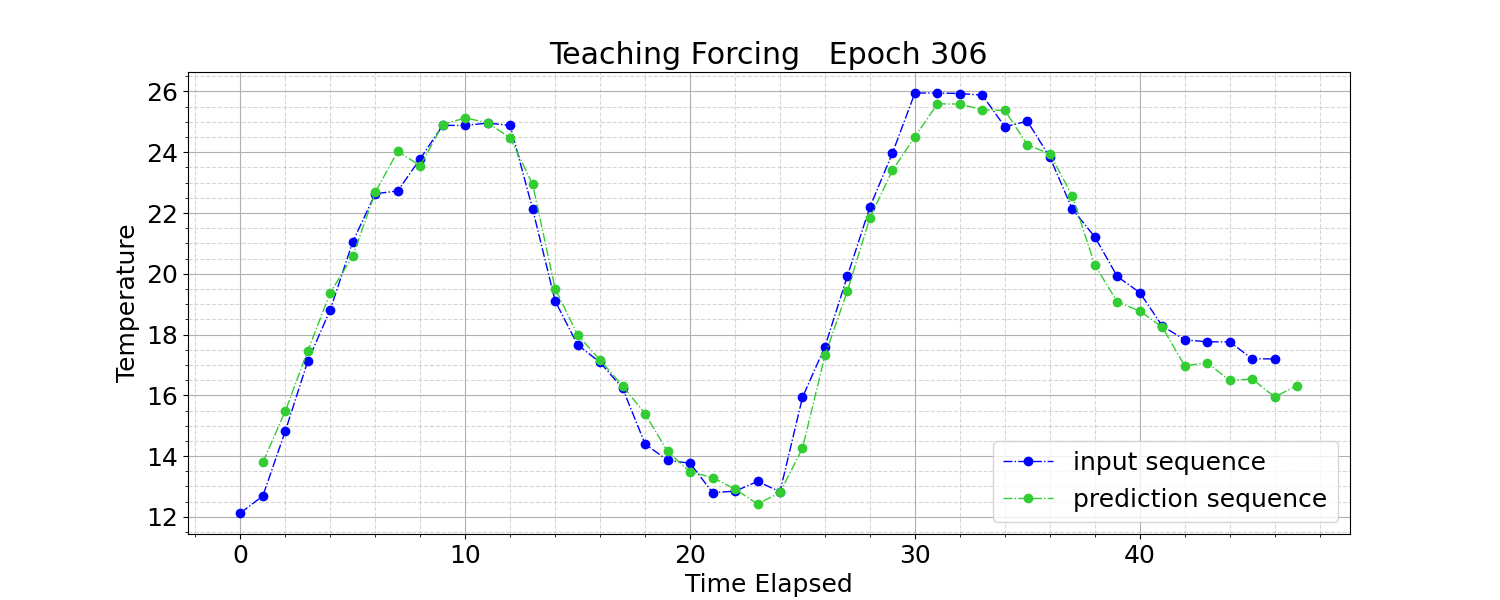 Teaching Forcing   Epoch 306
26
24
22
20
18
16
14
12
Temperature
input sequence
prediction sequence
0 10 20 30 40
Time Elapsed